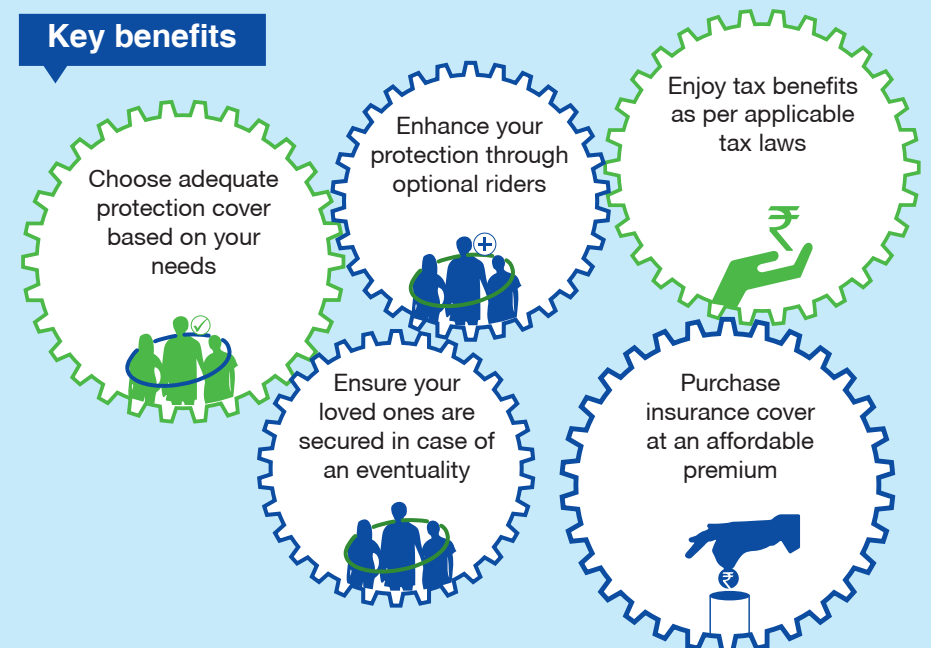 Key benefits
Choose adequate
protection cover
based on your
needs
Enhance your
protection through
optional riders
Enjoy tax benefits
as per applicable
tax laws
₹
Ensure your
loved ones are
secured in case of
an eventuality
Purchase
insurance cover
at an affordable
premium
₹